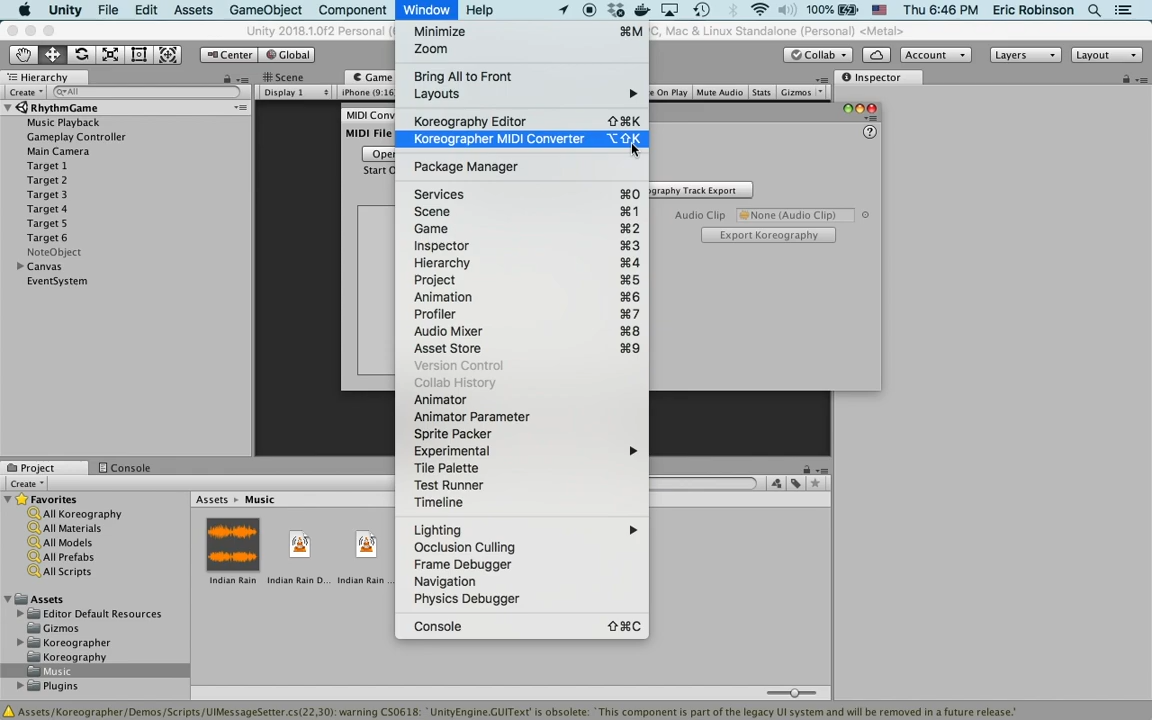 Unity File Edit Assets GameObject Component Window Help 100% Thu 6:46 PM Eric Robinson
Unity 2018.1.0f2 Personal ( C, Mac & Linux Standalone (Personal) <Metal>
Center Global Collab Account Layers Layout
Hierarchy Scene Game Inspector
Create All Display 1 iPhone (9:16 e On Play Mute Audio Stats Gizmos
RhythmGame
Music Playback
Gameplay Controller
Main Camera
Target 1
Target 2
Target 3
Target 4
Target 5
Target 6
NoteObject
Canvas
EventSystem
MIDI Conv
MIDI File
Ope
Start O
ography Track Export
Audio Clip None (Audio Clip)
Export Koreography
Minimize ⌘M
Zoom
Bring All to Front
Layouts
Koreography Editor ⇧⌘K
Koreographer MIDI Converter ⌥⇧K
Package Manager
Services ⌘0
Scene ⌘1
Game ⌘2
Inspector ⌘3
Hierarchy ⌘4
Project ⌘5
Animation ⌘6
Profiler ⌘7
Audio Mixer ⌘8
Asset Store ⌘9
Version Control
Collab History
Animator
Animator Parameter
Sprite Packer
Experimental
Tile Palette
Test Runner
Timeline
Lighting
Occlusion Culling
Frame Debugger
Navigation
Physics Debugger
Console ⇧⌘C
Project Console
Create
Favorites
All Koreography
All Materials
All Models
All Prefabs
All Scripts
Assets
Editor Default Resources
Gizmos
Koreographer
Koreography
Music
Plugins
Assets Music
Indian Rain Indian Rain D... Indian Rain ...
Assets/Koreographer/Demos/Scripts/UIMessageSetter.cs(22,30): warning CS0618: `UnityEngine.GUIText' is obsolete: `This component is part of the legacy UI system and will be removed in a future release.'